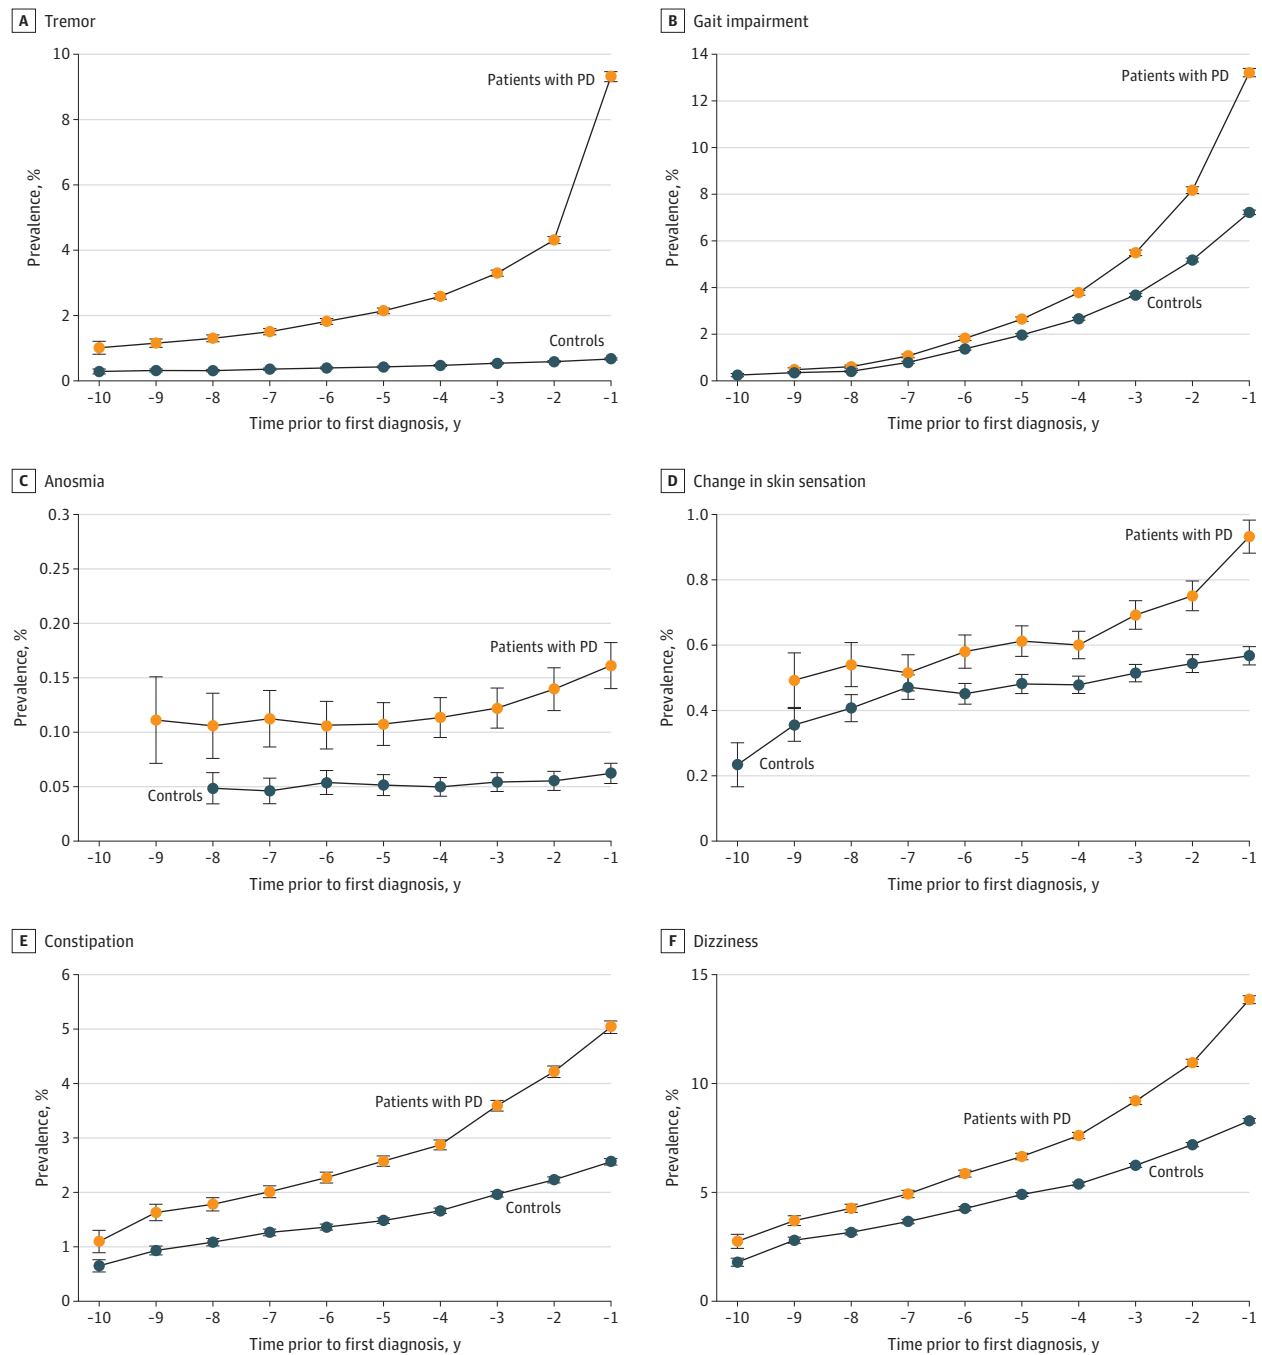 A Tremor
10
8
6
4
2
0
Prevalence, %
Patients with PD
Controls
-10 -9 -8 -7 -6 -5 -4 -3 -2 -1
Time prior to first diagnosis, y
B Gait impairment
14
12
10
8
6
4
2
0
Prevalence, %
Patients with PD
Controls
-10 -9 -8 -7 -6 -5 -4 -3 -2 -1
Time prior to first diagnosis, y
C Anosmia
0.3
0.25
0.20
0.15
0.10
0.05
0
Prevalence, %
Patients with PD
Controls
-10 -9 -8 -7 -6 -5 -4 -3 -2 -1
Time prior to first diagnosis, y
D Change in skin sensation
1.0
0.8
0.6
0.4
0.2
0
Prevalence, %
Patients with PD
Controls
-10 -9 -8 -7 -6 -5 -4 -3 -2 -1
Time prior to first diagnosis, y
E Constipation
6
5
4
3
2
1
0
Prevalence, %
Patients with PD
Controls
-10 -9 -8 -7 -6 -5 -4 -3 -2 -1
Time prior to first diagnosis, y
F Dizziness
15
10
5
0
Prevalence, %
Patients with PD
Controls
-10 -9 -8 -7 -6 -5 -4 -3 -2 -1
Time prior to first diagnosis, y